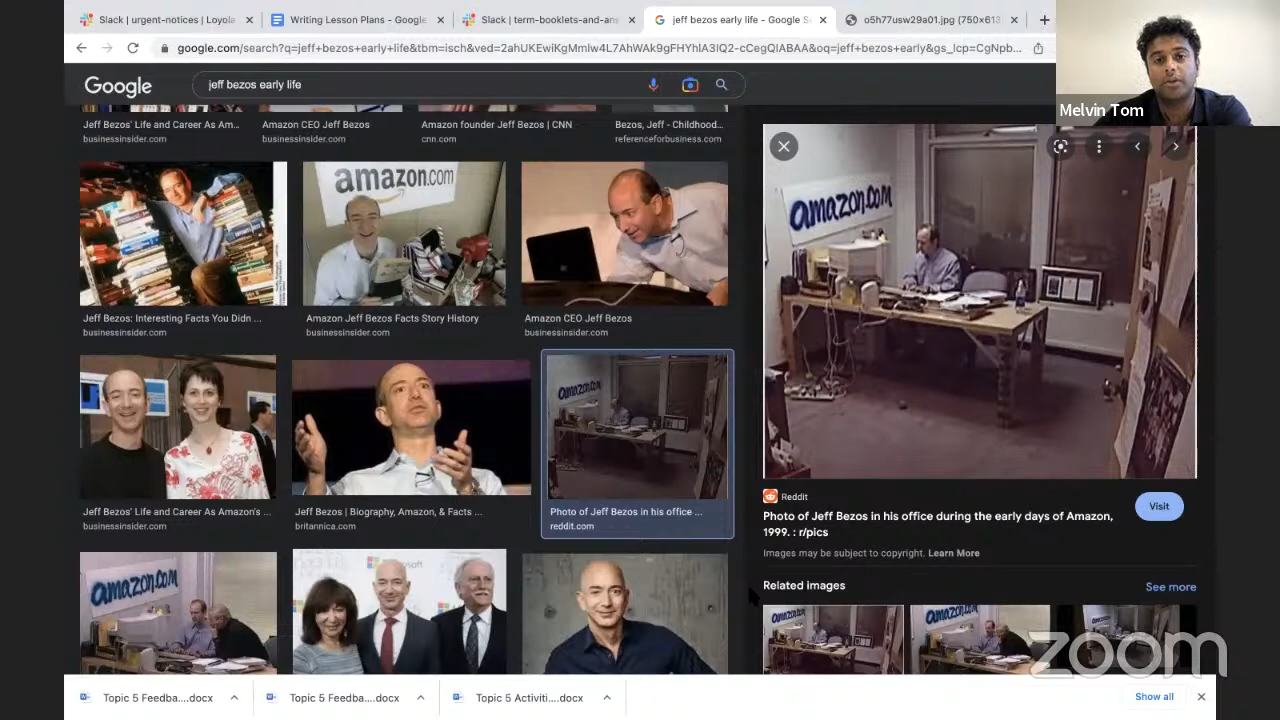 Slack | urgent-notices | Loyola
Writing Lesson Plans - Google
Slack | term-booklets-and-an
jeff bezos early life - Google S
o5h77usw29a01.jpg (750×613
google.com/search?q=jeff+bezos+early+life&tbm=isch&ved=2ahUKEwiKgMmIw4L7AhWAk9gFHYhIA3IQ2-cCegQIABAA&oq=jeff+bezos+early&gs_lcp=CgNpb...
Melvin Tom
Google
jeff bezos early life
Jeff Bezos' Life and Career As Am...
businessinsider.com
Amazon CEO Jeff Bezos
businessinsider.com
Amazon founder Jeff Bezos | CNN
cnn.com
Bezos, Jeff - Childhood...
referenceforbusiness.com
amazon.com
Jeff Bezos: Interesting Facts You Didn ...
businessinsider.com
Amazon Jeff Bezos Facts Story History
businessinsider.com
Amazon CEO Jeff Bezos
businessinsider.com
amazon.com
amazon.com
Jeff Bezos' Life and Career As Amazon's ...
businessinsider.com
Jeff Bezos | Biography, Amazon, & Facts ...
britannica.com
Photo of Jeff Bezos in his office ...
reddit.com
Reddit
Photo of Jeff Bezos in his office during the early days of Amazon,
1999. : r/pics
Visit
Images may be subject to copyright. Learn More
Related images
See more
amazon.com
amazon.com
amazon.com
zoom
Topic 5 Feedba....docx
Topic 5 Feedba....docx
Topic 5 Activiti....docx
Show all